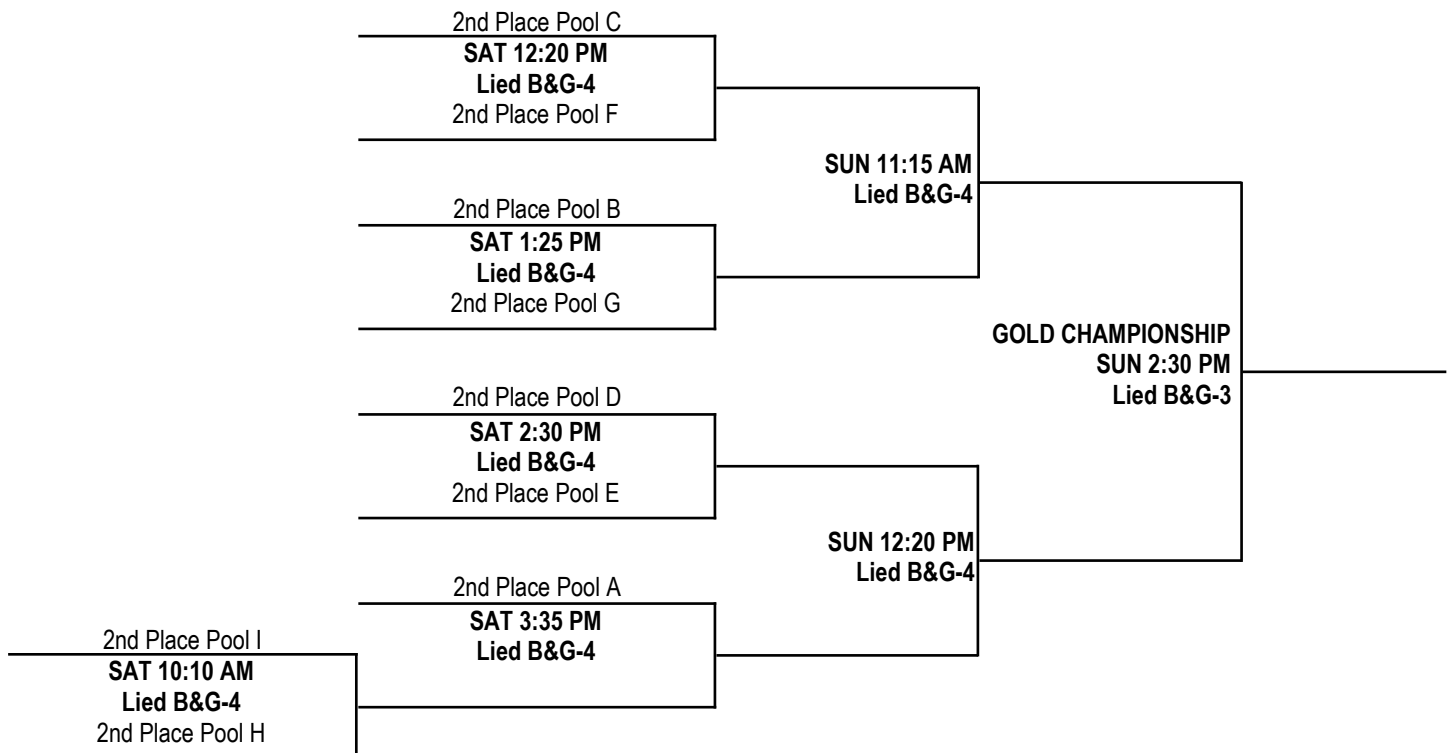 2nd Place Pool C
SAT 12:20 PM
Lied B&G-4
2nd Place Pool F
SUN 11:15 AM
Lied B&G-4
2nd Place Pool B
SAT 1:25 PM
Lied B&G-4
2nd Place Pool G
GOLD CHAMPIONSHIP
SUN 2:30 PM
Lied B&G-3
2nd Place Pool D
SAT 2:30 PM
Lied B&G-4
2nd Place Pool E
SUN 12:20 PM
Lied B&G-4
2nd Place Pool A
SAT 3:35 PM
Lied B&G-4
2nd Place Pool I
SAT 10:10 AM
Lied B&G-4
2nd Place Pool H